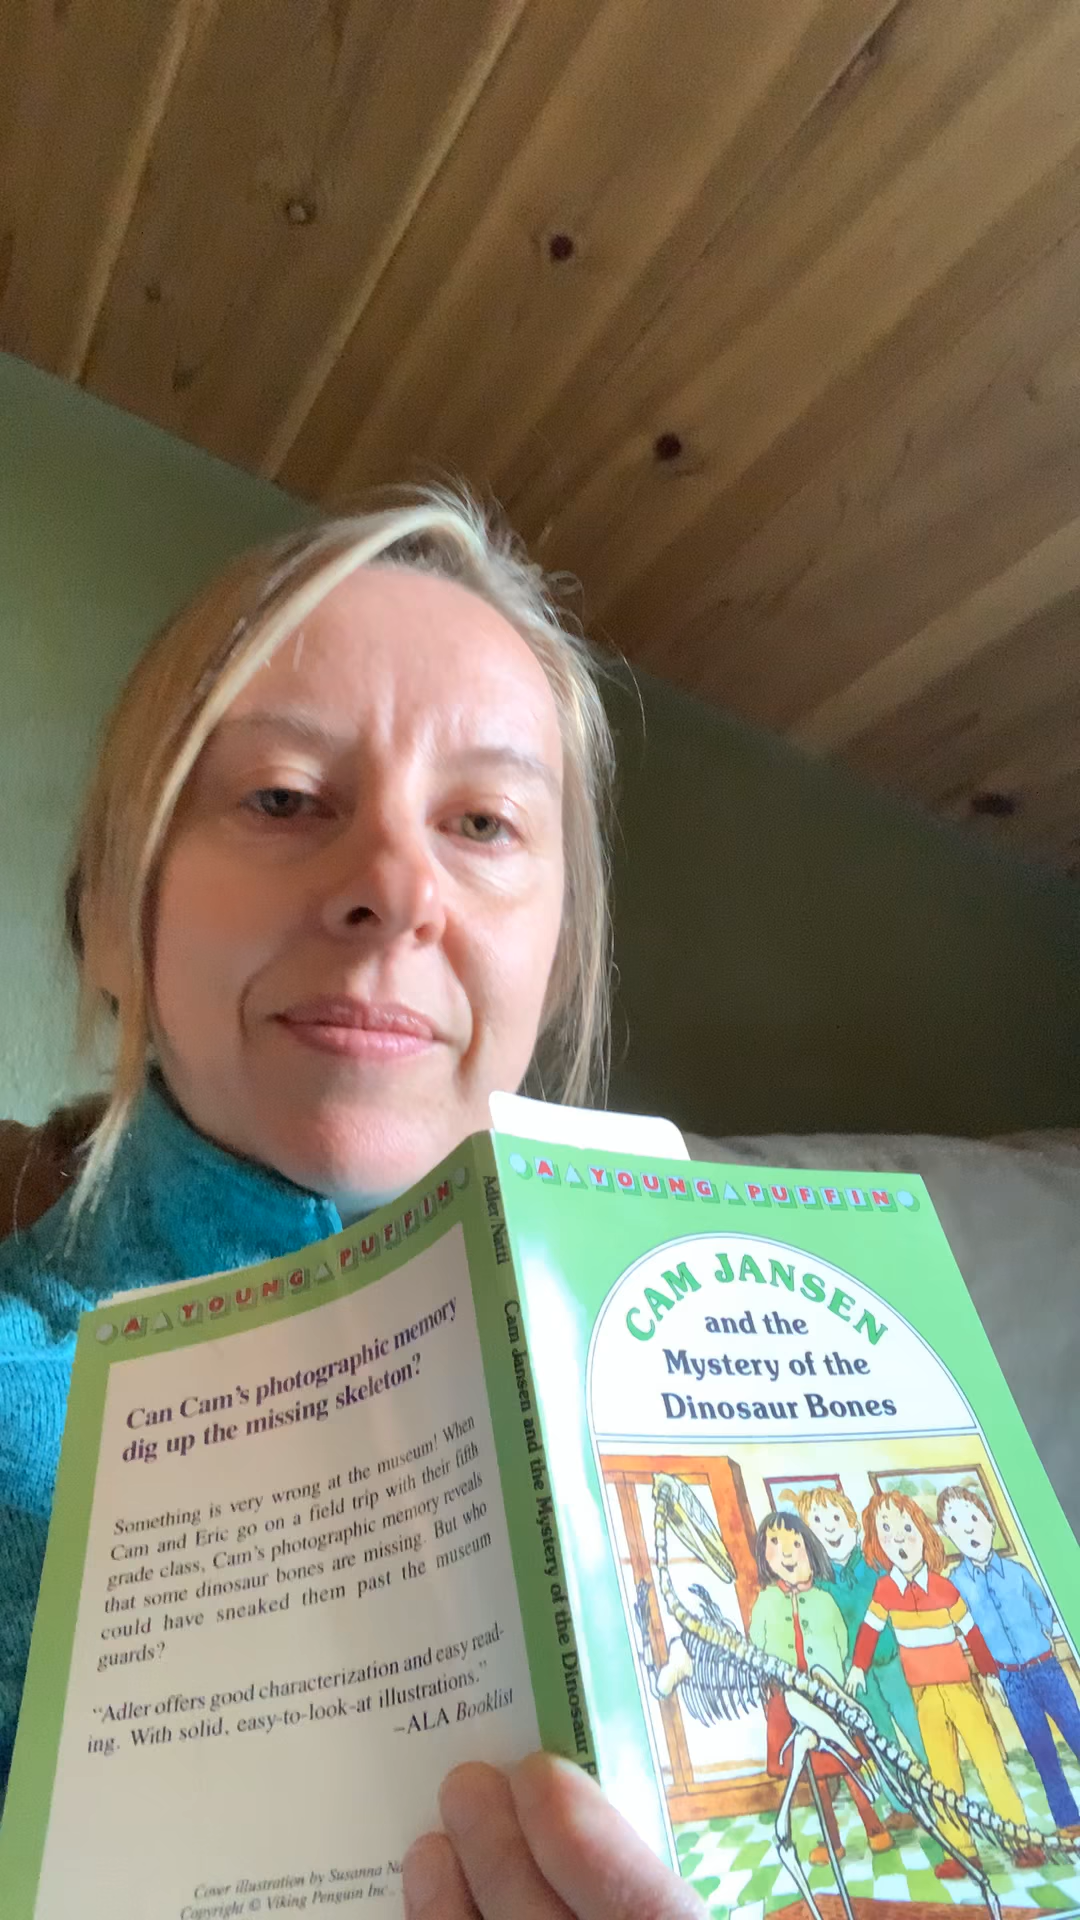 A YOUNG PUFFIN
Can Cam's photographic memory
dig up the missing skeleton?
Something is very wrong at the museum! When
Cam and Eric go on a field trip with their fifth
grade class, Cam's photographic memory reveals
that some dinosaur bones are missing. But who
could have sneaked them past the museum
guards?
"Adler offers good characterization and easy read-
ing. With solid, easy-to-look-at illustrations."
–ALA Booklist
Cover illustration by Susanna
Copyright © Viking Penguin Inc.
Adler/Natti Cam Jansen and the Mystery of the Dinosaur
A YOUNG PUFFIN
CAM JANSEN
and the
Mystery of the
Dinosaur Bones